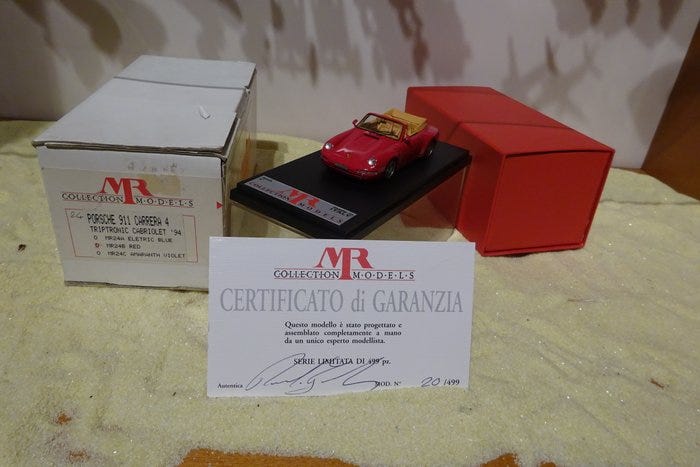 MR
COLLECTION MODELS
24 PORSCHE 911 CARRERA 4
TRIPTRONIC CABRIOLET '94
O MR24A ELETRIC BLUE
O MR24B RED
O MR24C AMARANTH VIOLET
MR
COLLECTION MODELS
MR
COLLECTION M•O•D•E•L•S
CERTIFICATO di GARANZIA
Questo modello è stato progettato e
assemblato completamente a mano
da un unico esperto modellista.
SERIE LIMITATA DI 499 pz.
Autentica MOD. N° 20 /499